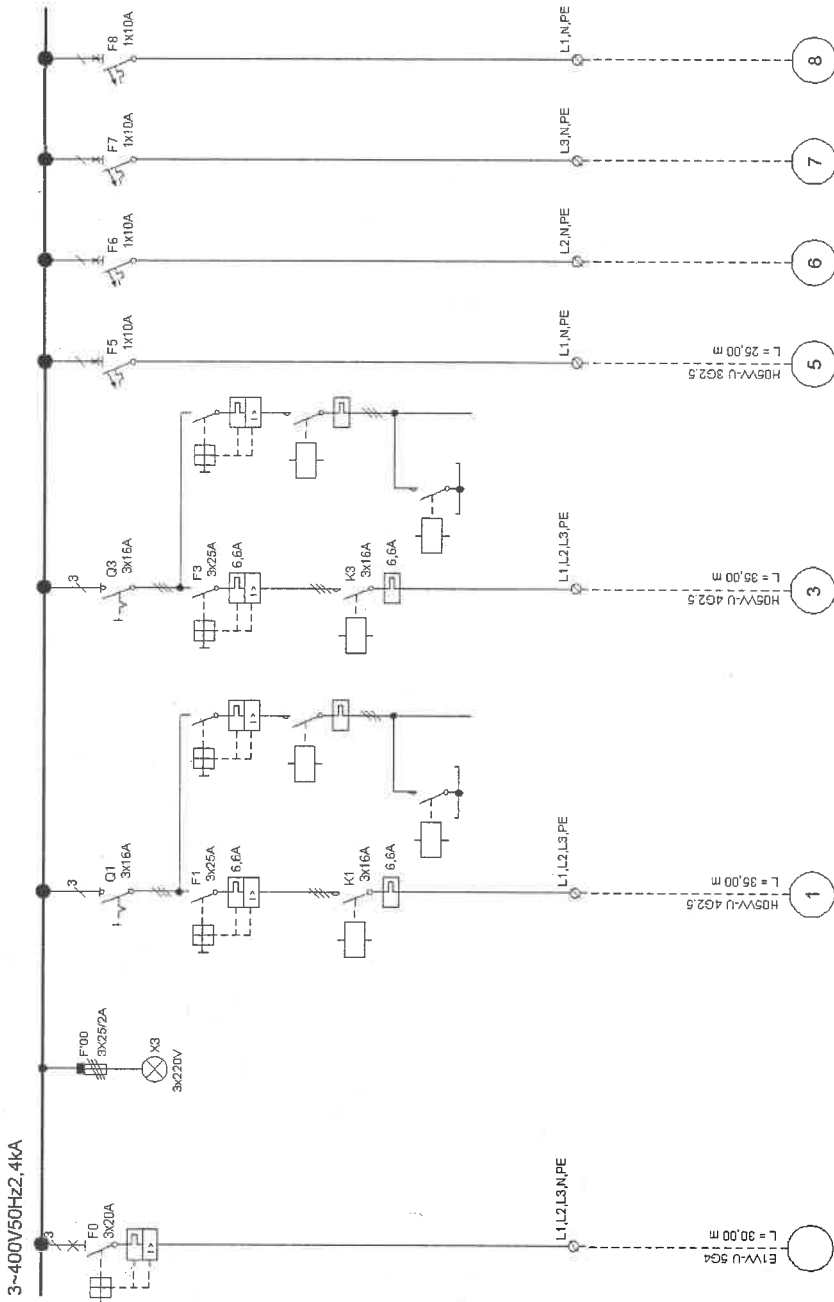 3~400V50Hz2,4kA
3
F0
3x20A
L1,L2,L3,N,PE
E1VV-U 5G4
L = 30,00 m
F'00
3X25/2A
X3
3x220V
3
Q1
3x16A
F1
3x25A
6,6A
K1
3x16A
6,6A
L1,L2,L3,PE
H05VV-U 4G2.5
L = 35,00 m
1
3
Q3
3x16A
F3
3x25A
6,6A
K3
3x16A
6,6A
L1,L2,L3,PE
H05VV-U 4G2.5
L = 35,00 m
3
F5
1x10A
L1,N,PE
H05VV-U 3G2.5
L = 25,00 m
5
F6
1x10A
L2,N,PE
6
F7
1x10A
L3,N,PE
7
F8
1x10A
L1,N,PE
8